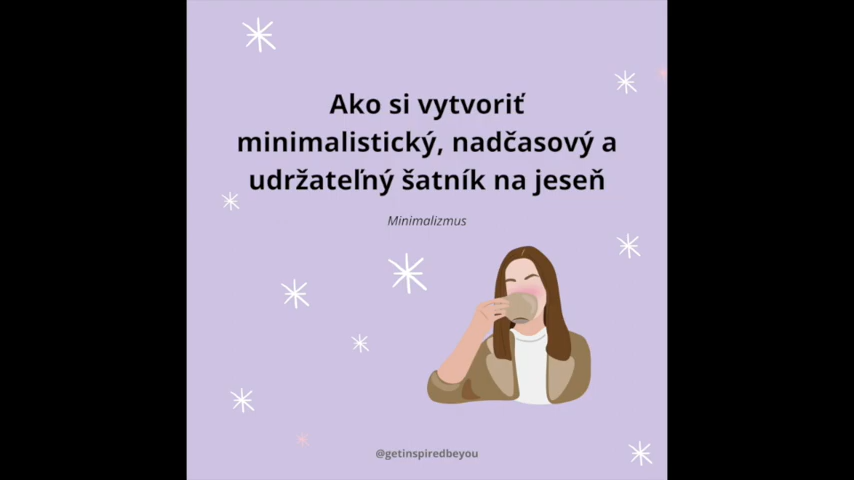 Ako si vytvoriť
minimalistický, nadčasový a
udržateľný šatník na jeseň
Minimalizmus
@getinspiredbeyou